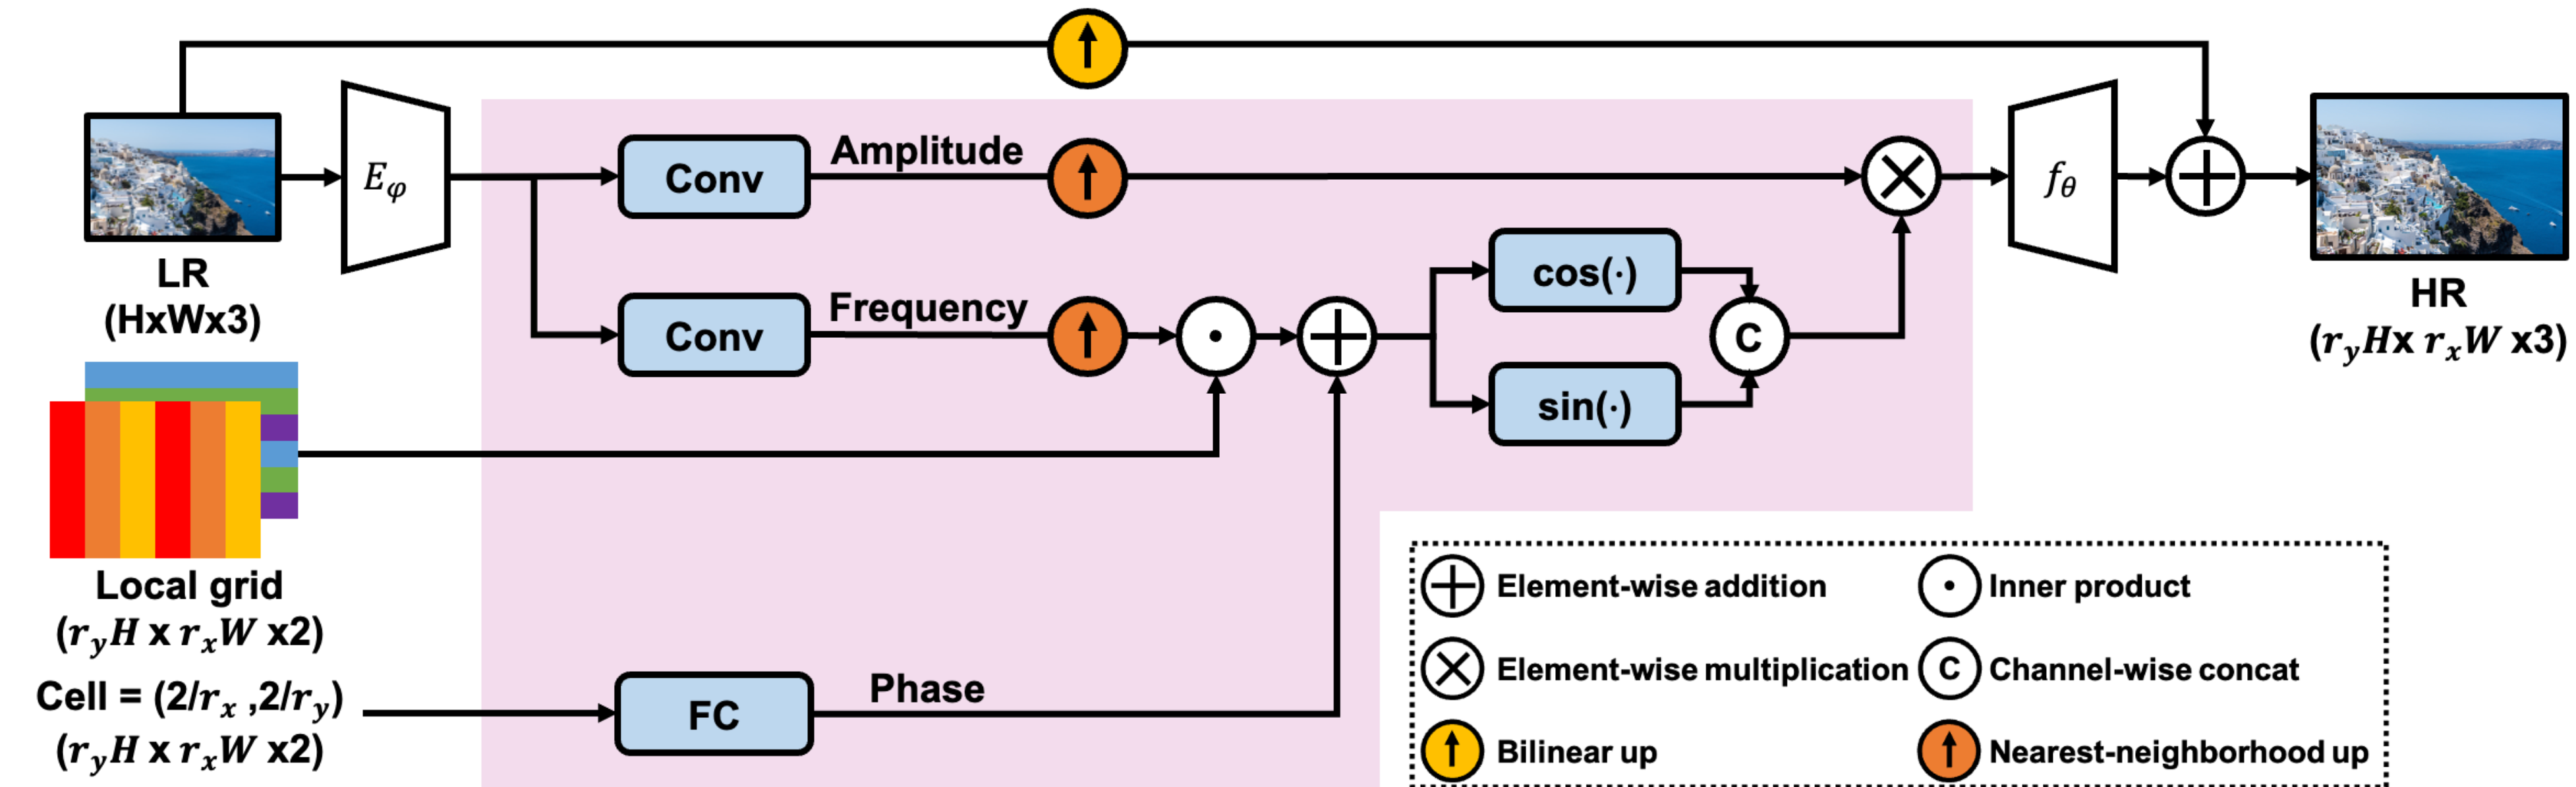 LR
(HxWx3)
E_φ
Conv
Amplitude
Conv
Frequency
cos(·)
sin(·)
C
f_θ
HR
(r_yHx r_xW x3)
Local grid
(r_yH x r_xW x2)
Cell = (2/r_x ,2/r_y)
(r_yH x r_xW x2)
FC
Phase
Element-wise addition
Inner product
Element-wise multiplication
C Channel-wise concat
Bilinear up
Nearest-neighborhood up